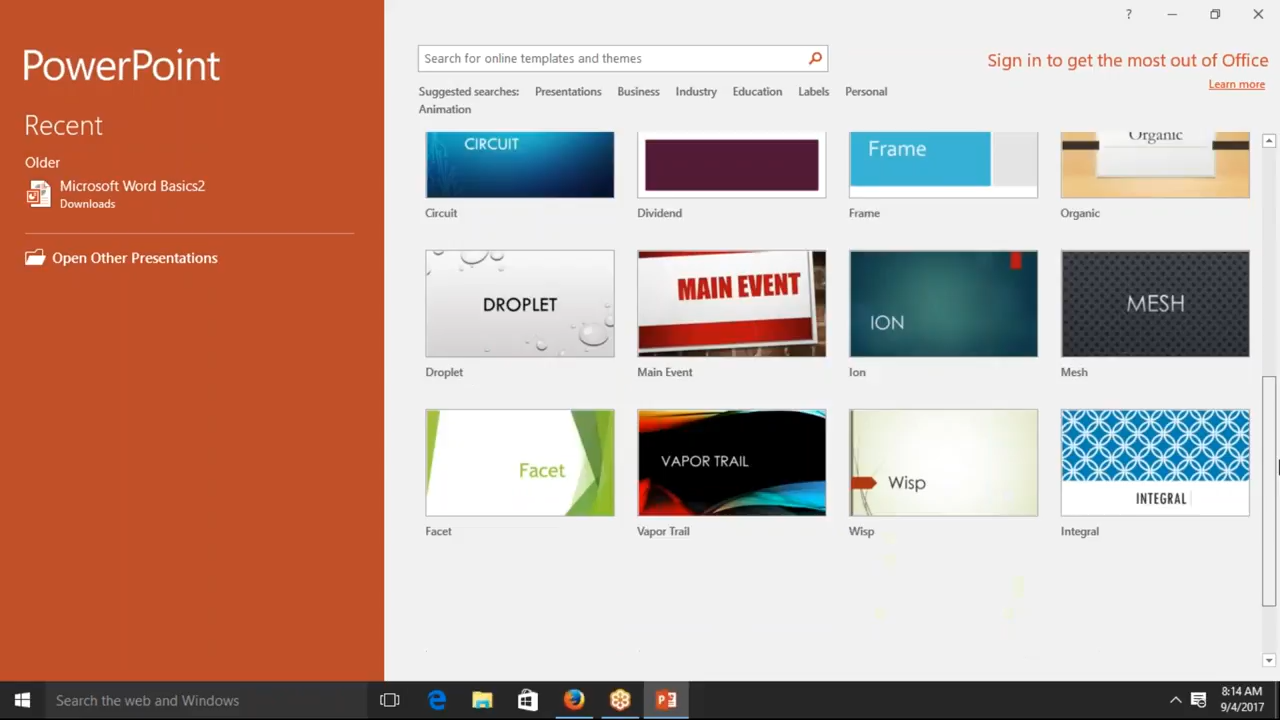 PowerPoint
Recent
Older
Microsoft Word Basics2
Downloads
Open Other Presentations
?
Search for online templates and themes
Sign in to get the most out of Office
Learn more
Suggested searches: Presentations Business Industry Education Labels Personal
Animation
CIRCUIT
Frame
Organic
Circuit
Dividend
Frame
Organic
DROPLET
MAIN EVENT
ION
MESH
Droplet
Main Event
Ion
Mesh
Facet
VAPOR TRAIL
Wisp
INTEGRAL
Facet
Vapor Trail
Wisp
Integral
Search the web and Windows
8:14 AM
9/4/2017